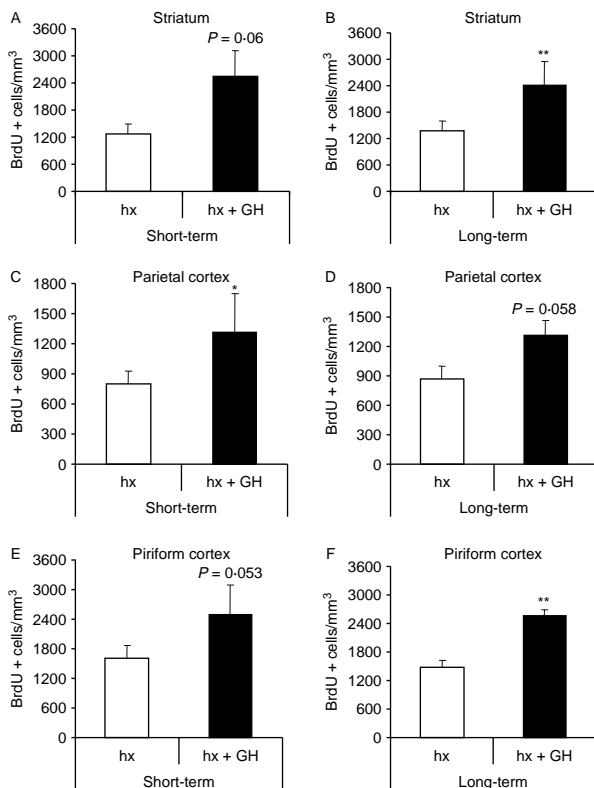 A
Striatum
BrdU + cells/mm³
3600
3000
2400
1800
1200
600
0
P = 0·06
hx
hx + GH
Short-term
B
Striatum
BrdU + cells/mm³
3600
3000
2400
1800
1200
600
0
**
hx
hx + GH
Long-term
C
Parietal cortex
BrdU + cells/mm³
1800
1500
1200
900
600
300
0
*
hx
hx + GH
Short-term
D
Parietal cortex
BrdU + cells/mm³
1800
1500
1200
900
600
300
0
P = 0·058
hx
hx + GH
Long-term
E
Piriform cortex
BrdU + cells/mm³
3600
3000
2400
1800
1200
600
0
P = 0·053
hx
hx + GH
Short-term
F
Piriform cortex
BrdU + cells/mm³
3600
3000
2400
1800
1200
600
0
**
hx
hx + GH
Long-term